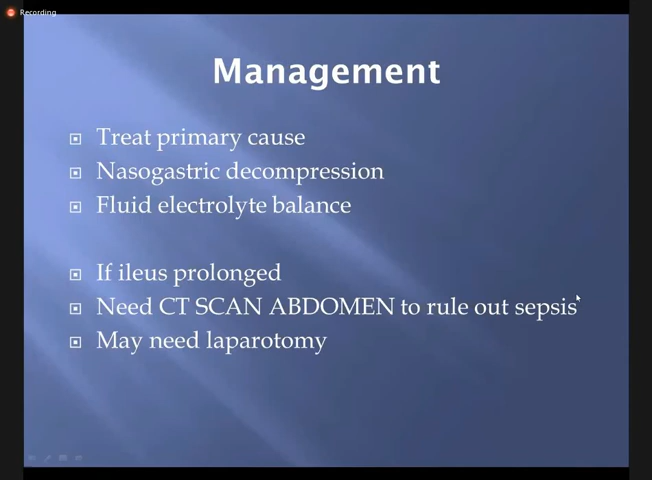 Recording
Management
Treat primary cause
Nasogastric decompression
Fluid electrolyte balance
If ileus prolonged
Need CT SCAN ABDOMEN to rule out sepsis
May need laparotomy